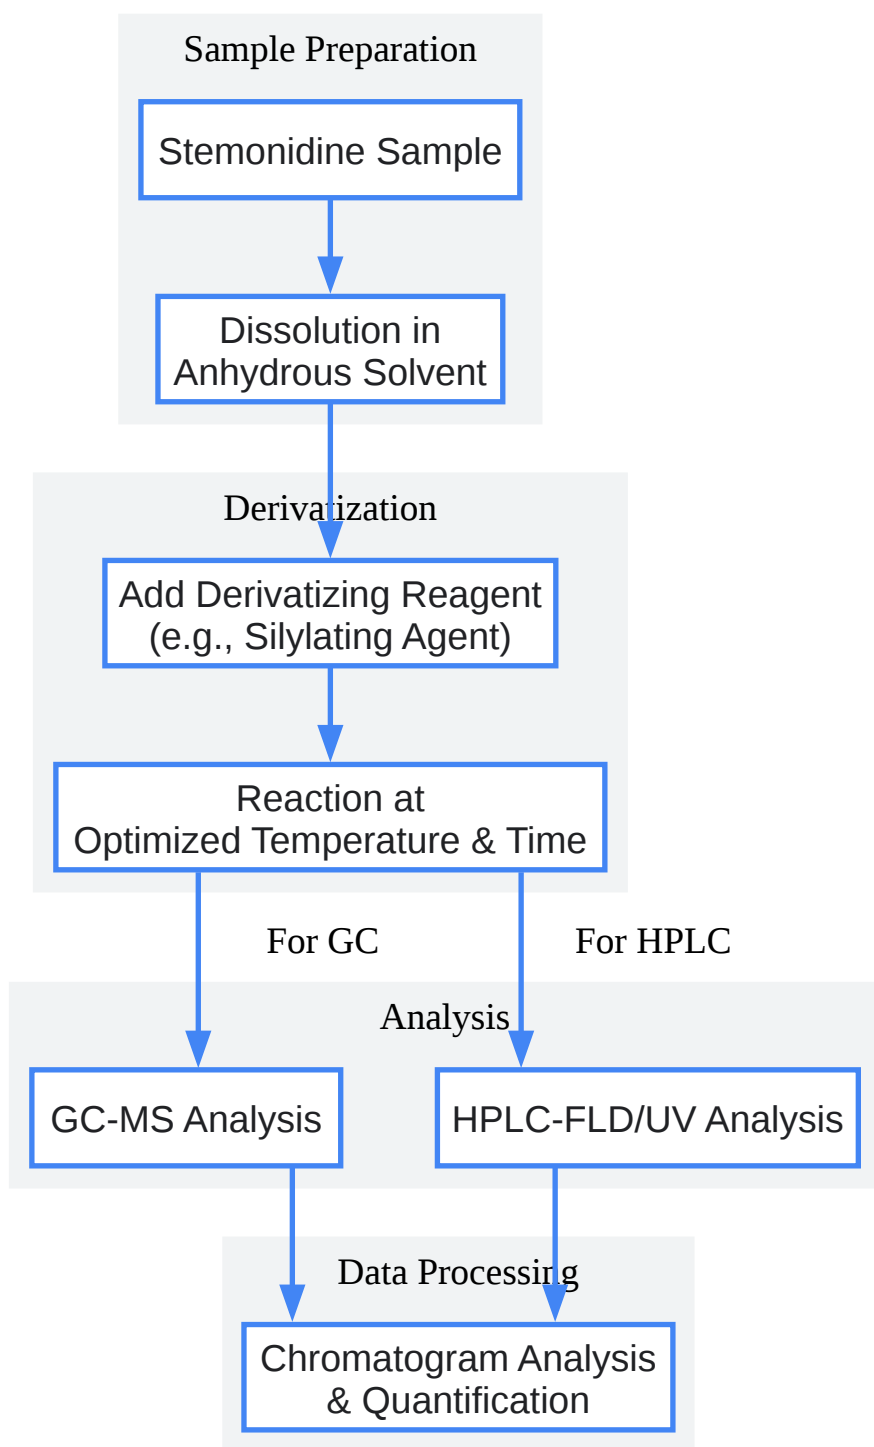 Sample Preparation
Stemonidine Sample
Dissolution in
Anhydrous Solvent
Derivatization
Add Derivatizing Reagent
(e.g., Silylating Agent)
Reaction at
Optimized Temperature & Time
For GC
For HPLC
Analysis
GC-MS Analysis
HPLC-FLD/UV Analysis
Data Processing
Chromatogram Analysis
& Quantification